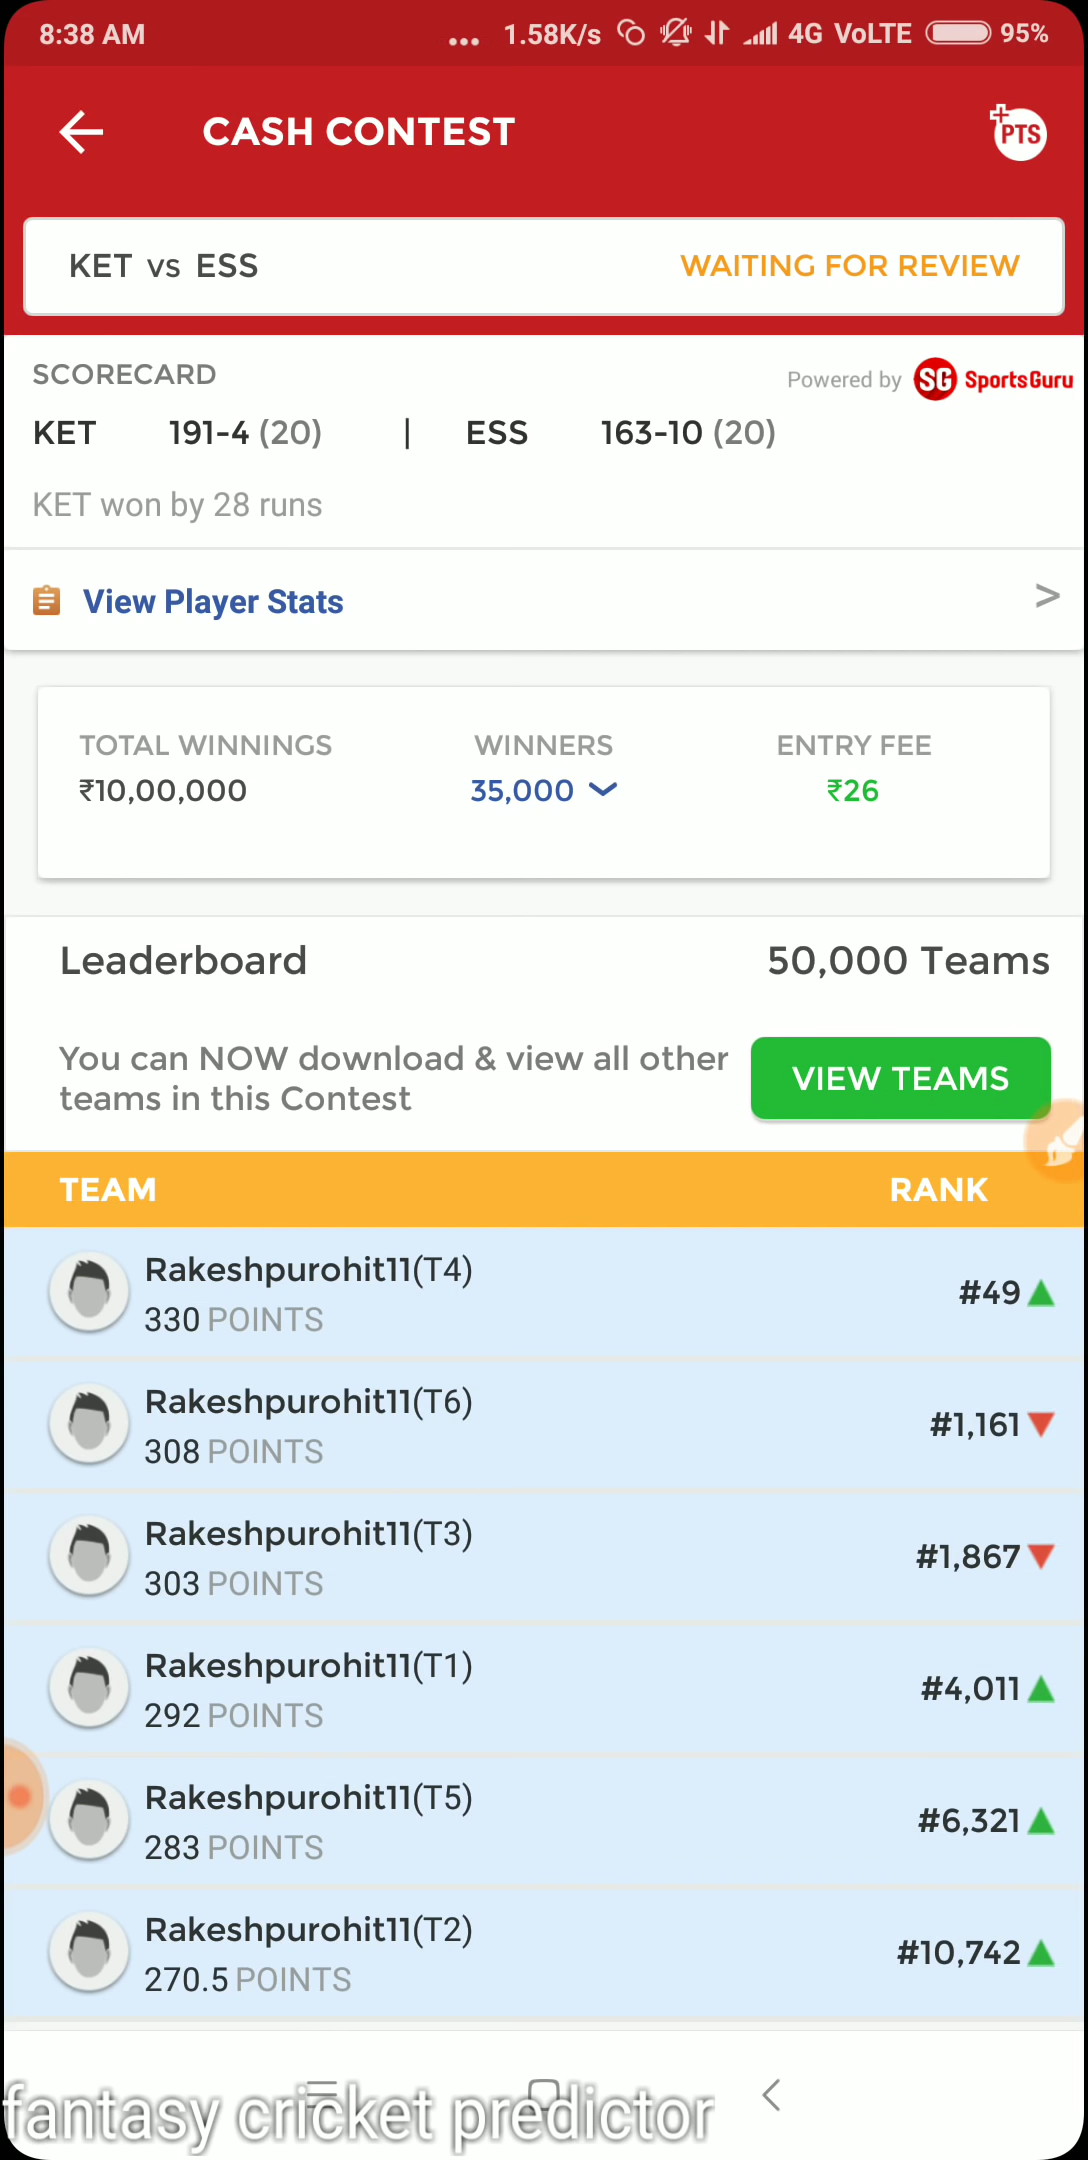 8:38 AM ... 1.58K/s 4G VoLTE 95%
CASH CONTEST
PTS
KET vs ESS WAITING FOR REVIEW
SCORECARD Powered by SG SportsGuru
KET 191-4 (20) | ESS 163-10 (20)
KET won by 28 runs
View Player Stats >
TOTAL WINNINGS WINNERS ENTRY FEE
₹10,00,000 35,000 ₹26
Leaderboard 50,000 Teams
You can NOW download & view all other
teams in this Contest
VIEW TEAMS
TEAM RANK
Rakeshpurohit11(T4)
330 POINTS
#49
Rakeshpurohit11(T6)
308 POINTS
#1,161
Rakeshpurohit11(T3)
303 POINTS
#1,867
Rakeshpurohit11(T1)
292 POINTS
#4,011
Rakeshpurohit11(T5)
283 POINTS
#6,321
Rakeshpurohit11(T2)
270.5 POINTS
#10,742
fantasy cricket predictor